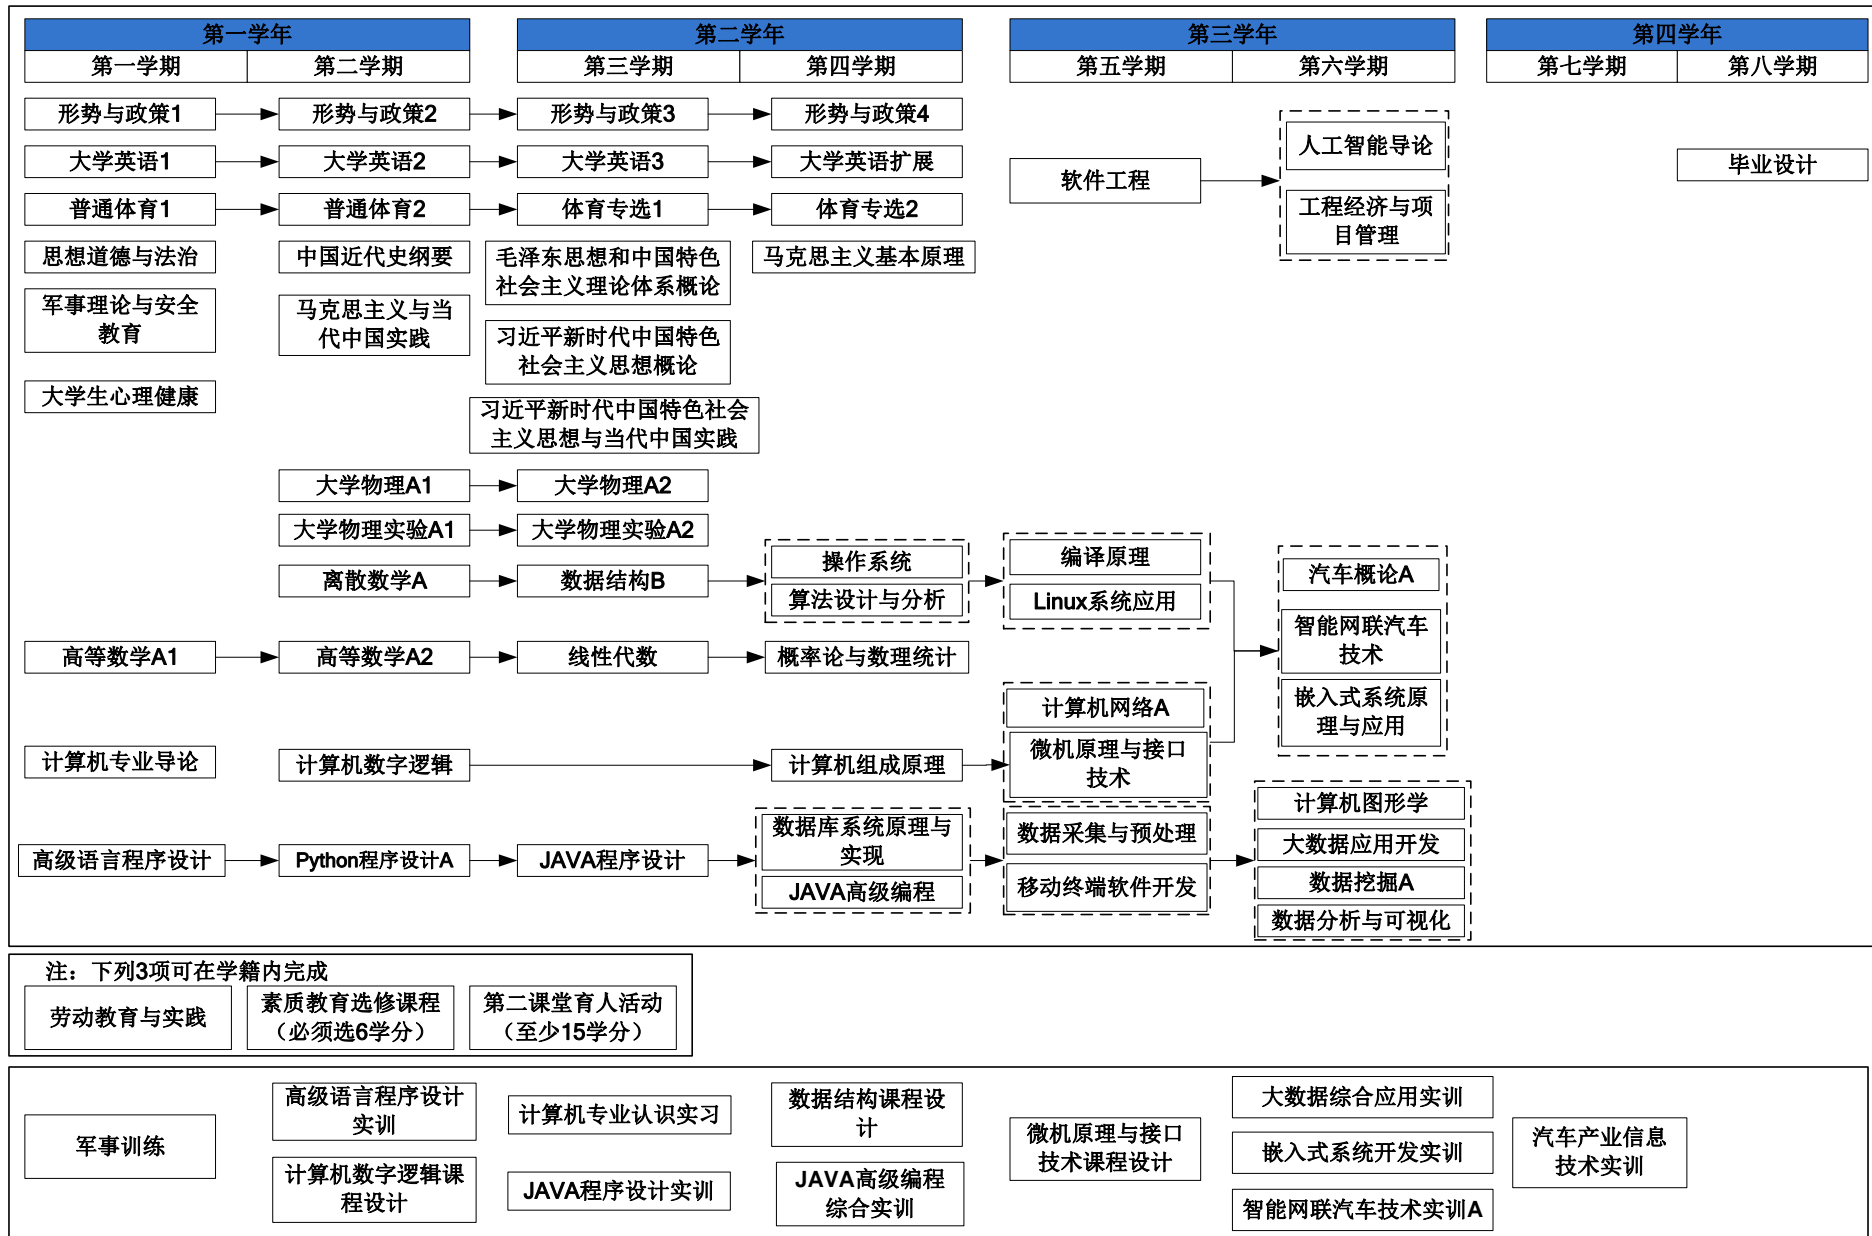 第一学年
第二学年
第三学年
第四学年
第一学期
第二学期
第三学期
第四学期
第五学期
第六学期
第七学期
第八学期
形势与政策1
形势与政策2
形势与政策3
形势与政策4
人工智能导论
大学英语1
大学英语2
大学英语3
大学英语扩展
软件工程
毕业设计
普通体育1
普通体育2
体育专选1
体育专选2
工程经济与项
目管理
思想道德与法治
中国近代史纲要
毛泽东思想和中国特色
社会主义理论体系概论
马克思主义基本原理
军事理论与安全
教育
马克思主义与当
代中国实践
习近平新时代中国特色
社会主义思想概论
大学生心理健康
习近平新时代中国特色社会
主义思想与当代中国实践
大学物理A1
大学物理A2
大学物理实验A1
大学物理实验A2
离散数学A
数据结构B
操作系统
算法设计与分析
编译原理
Linux系统应用
汽车概论A
智能网联汽车
技术
嵌入式系统原
理与应用
高等数学A1
高等数学A2
线性代数
概率论与数理统计
计算机网络A
微机原理与接口
技术
计算机专业导论
计算机数字逻辑
计算机组成原理
高级语言程序设计
Python程序设计A
JAVA程序设计
数据库系统原理与
实现
JAVA高级编程
数据采集与预处理
移动终端软件开发
计算机图形学
大数据应用开发
数据挖掘A
数据分析与可视化
注：下列3项可在学籍内完成
劳动教育与实践
素质教育选修课程
（必须选6学分）
第二课堂育人活动
（至少15学分）
军事训练
高级语言程序设计
实训
计算机数字逻辑课
程设计
计算机专业认识实习
JAVA程序设计实训
数据结构课程设
计
JAVA高级编程
综合实训
微机原理与接口
技术课程设计
大数据综合应用实训
嵌入式系统开发实训
智能网联汽车技术实训A
汽车产业信息
技术实训